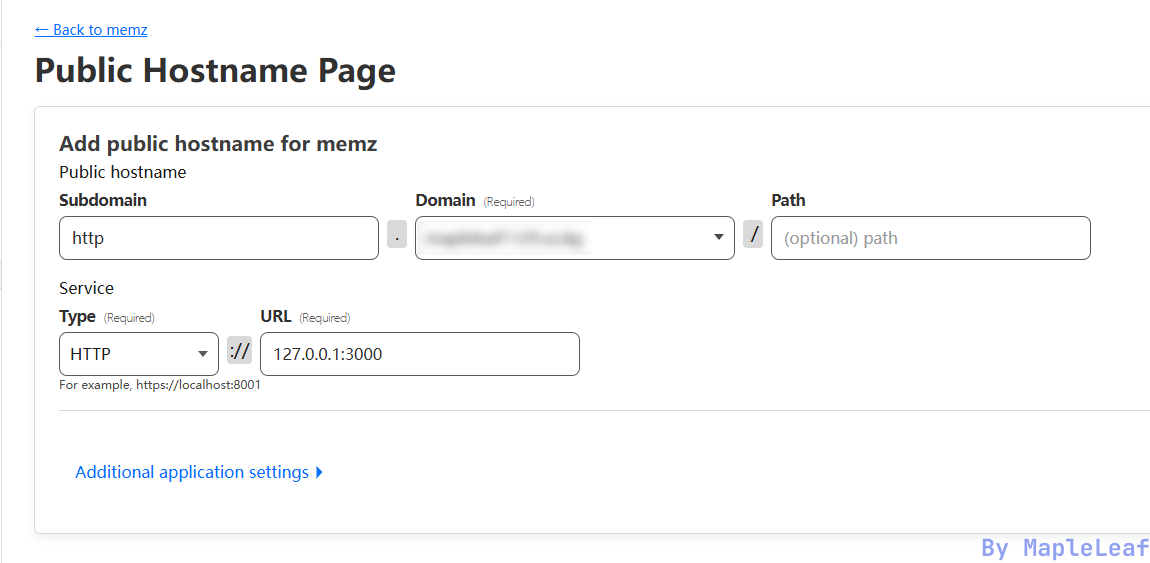 ← Back to memz
Public Hostname Page
Add public hostname for memz
Public hostname
Subdomain Domain (Required) Path
http . / (optional) path
Service
Type (Required) URL (Required)
HTTP :// 127.0.0.1:3000
For example, https://localhost:8001
Additional application settings
By MapleLeaf